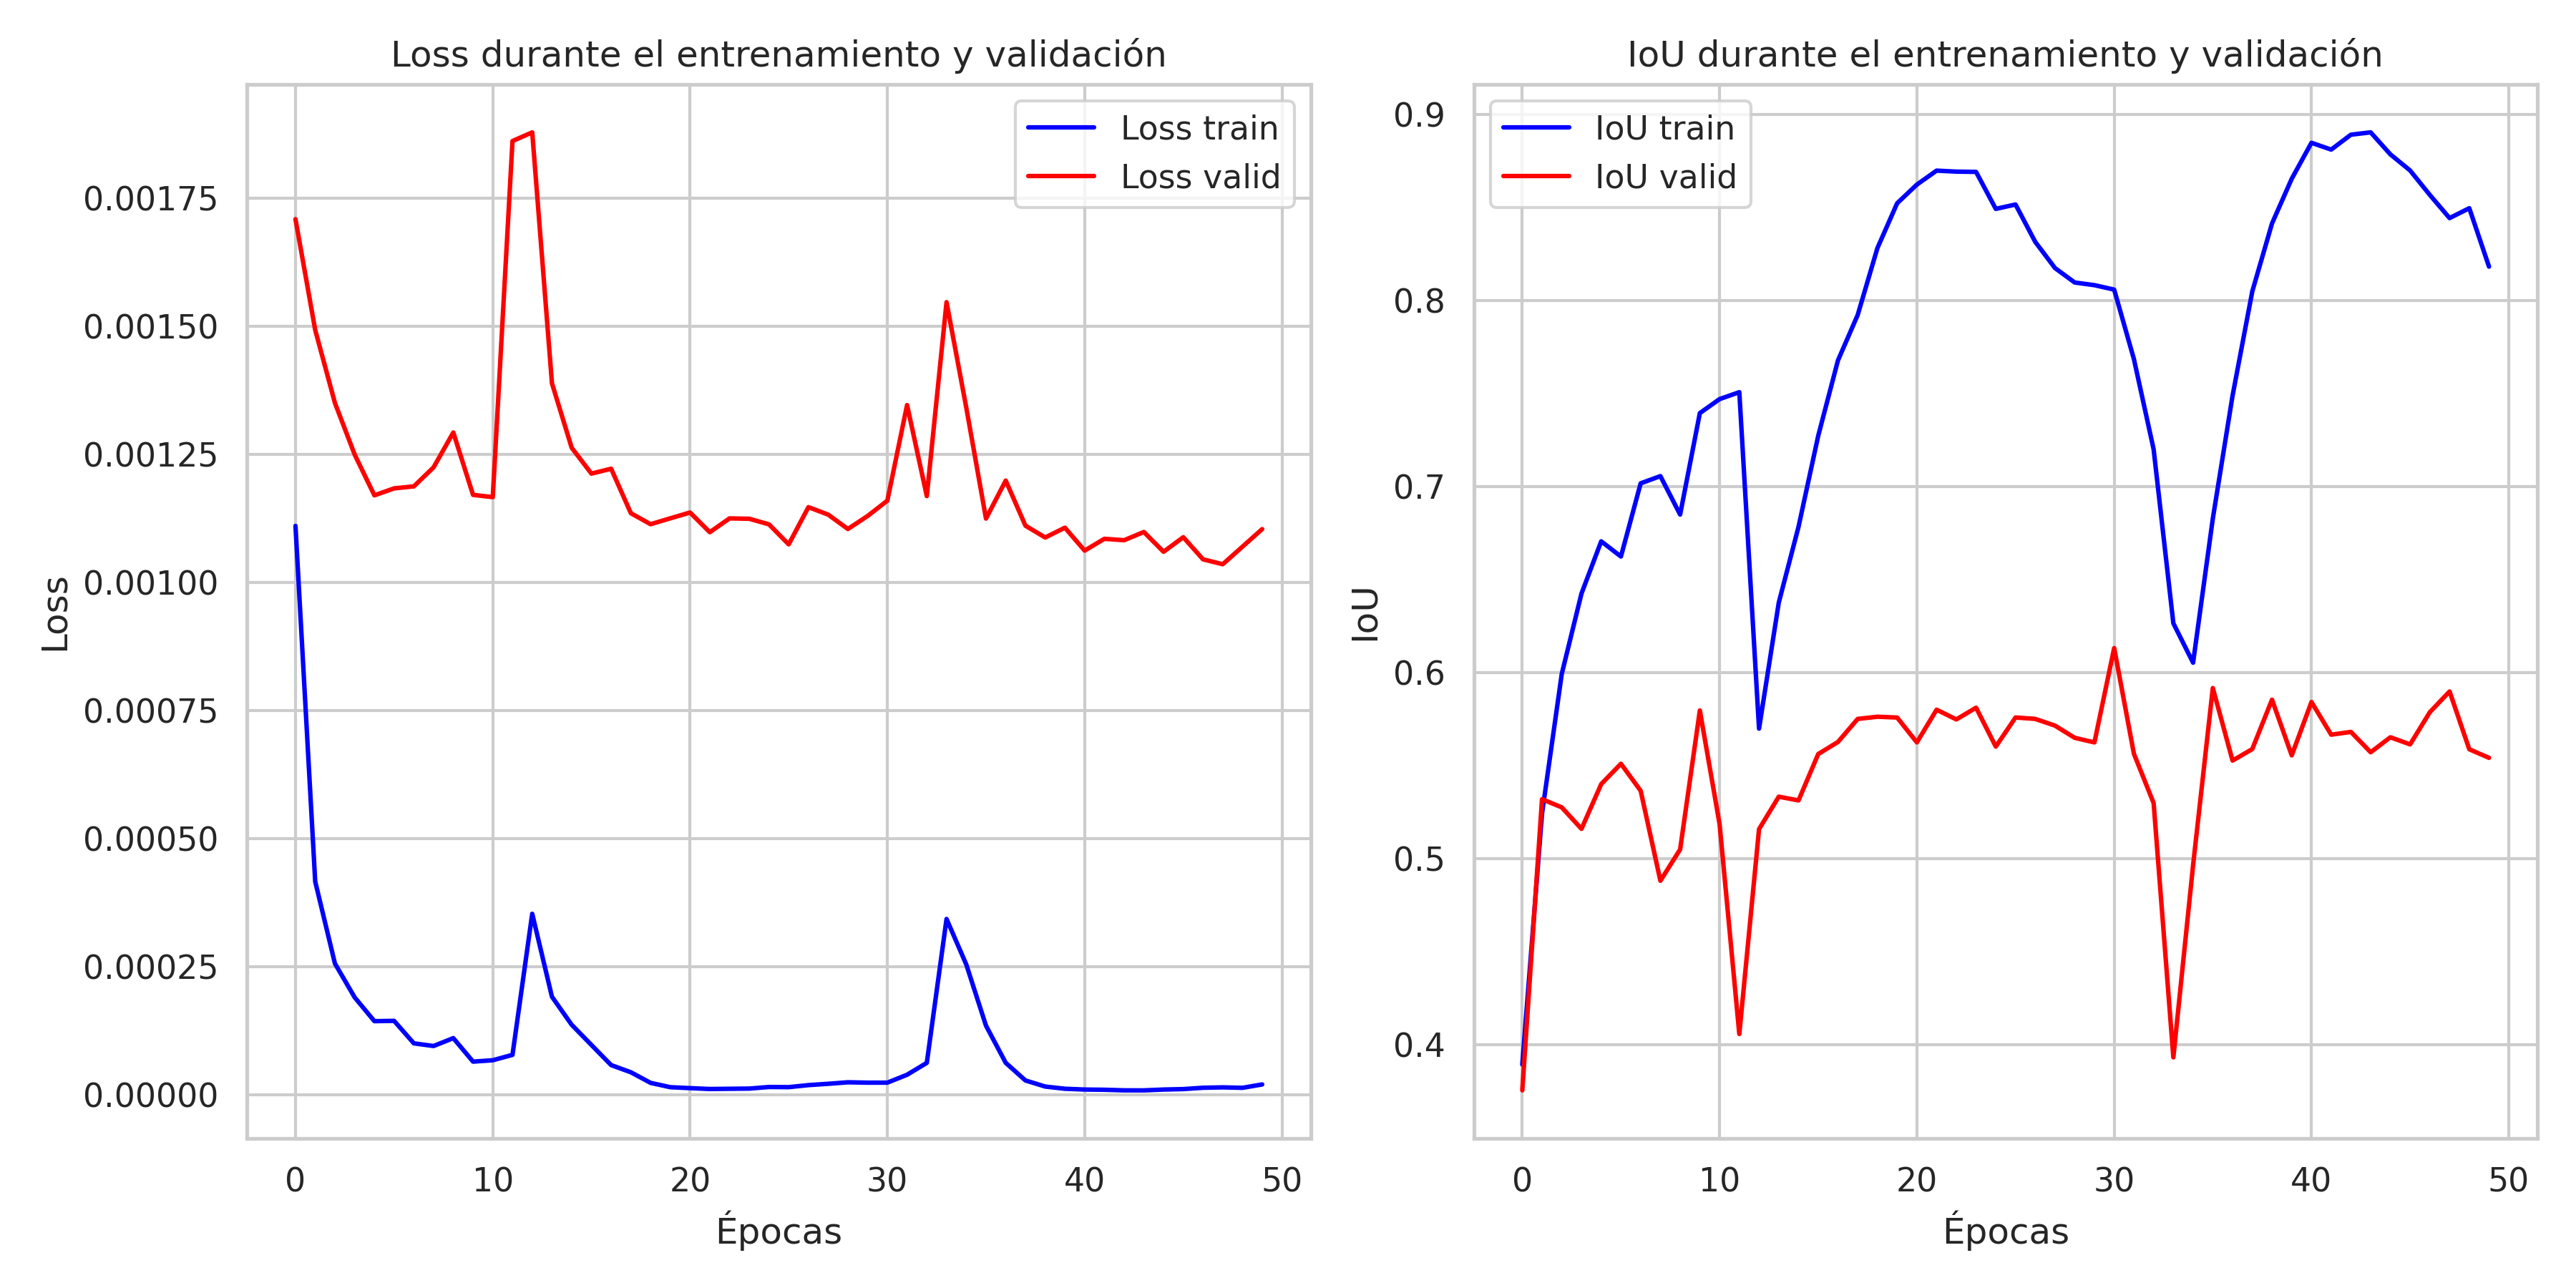 Loss durante el entrenamiento y validación
Loss train
Loss valid
0.00175
0.00150
0.00125
0.00100
0.00075
0.00050
0.00025
0.00000
Loss
0 10 20 30 40 50
Épocas
IoU durante el entrenamiento y validación
IoU train
IoU valid
0.9
0.8
0.7
0.6
0.5
0.4
IoU
0 10 20 30 40 50
Épocas